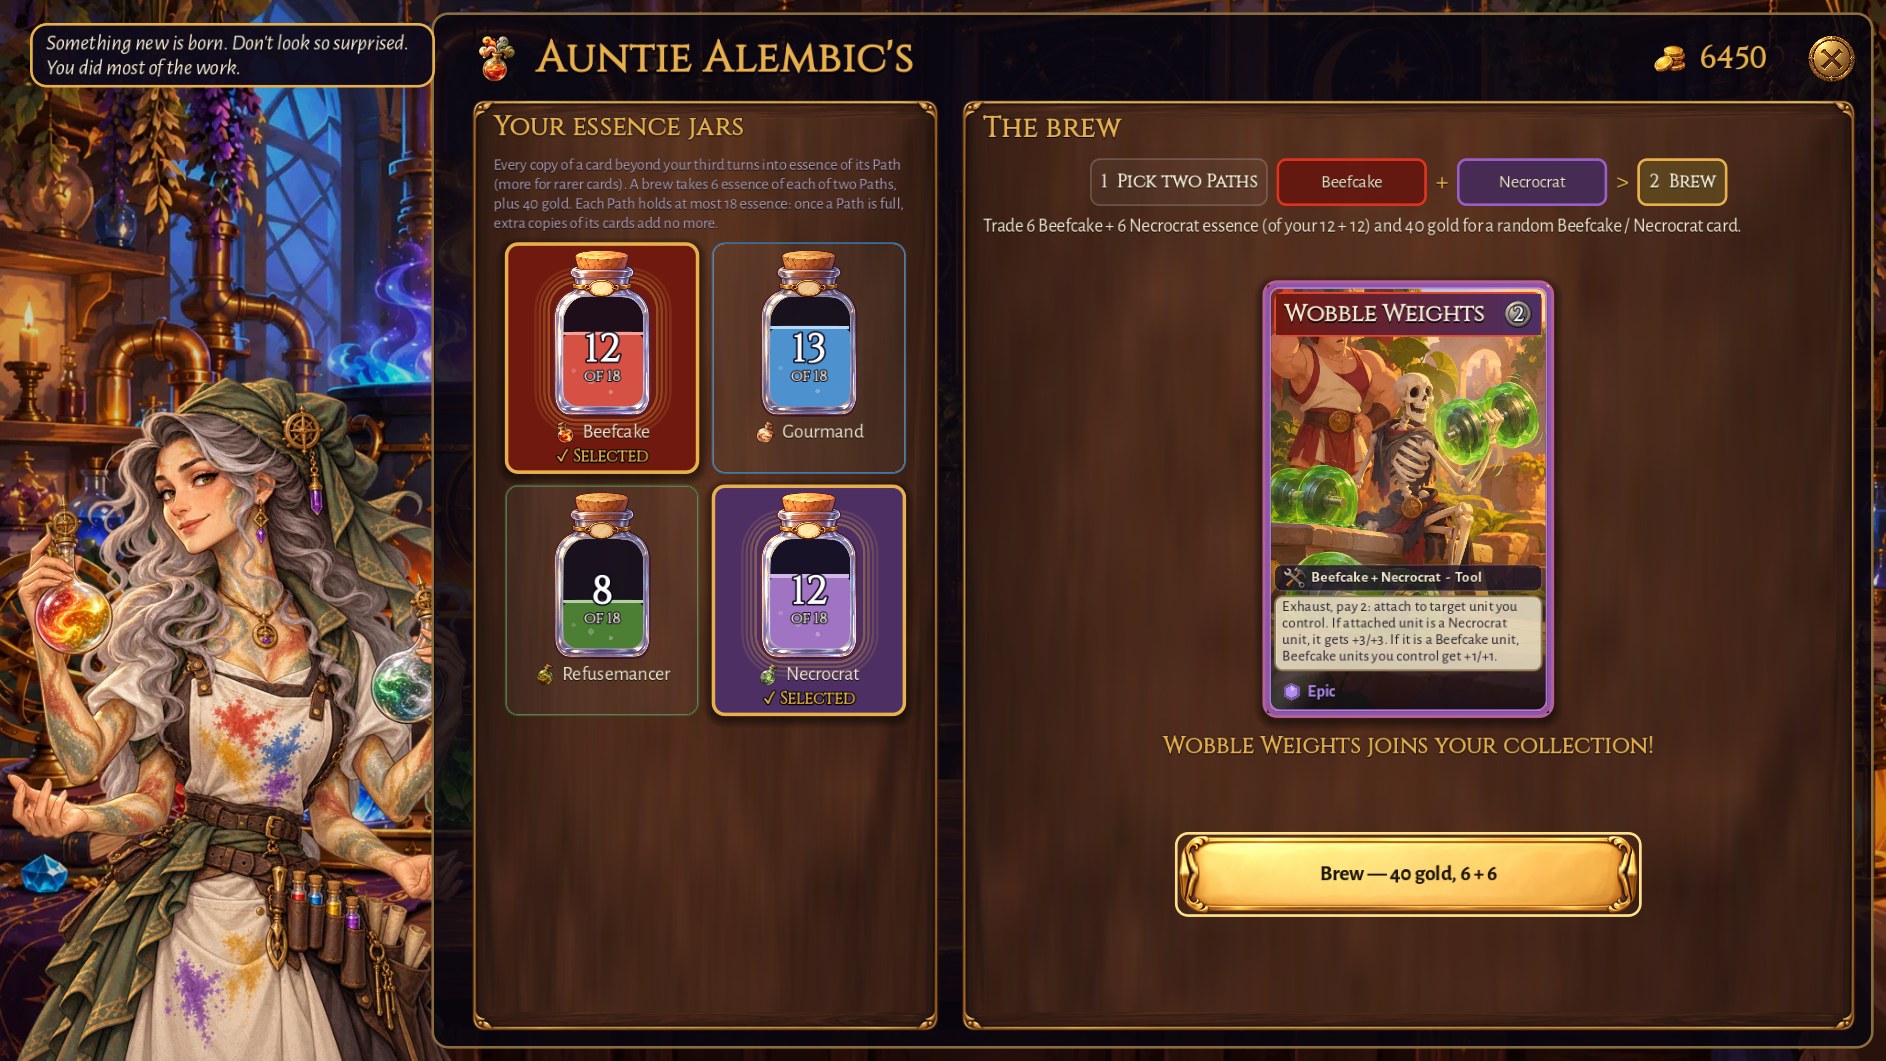 Something new is born. Don't look so surprised.
You did most of the work.
AUNTIE ALEMBIC'S
6450
YOUR ESSENCE JARS
Every copy of a card beyond your third turns into essence of its Path
(more for rarer cards). A brew takes 6 essence of each of two Paths,
plus 40 gold. Each Path holds at most 18 essence: once a Path is full,
extra copies of its cards add no more.
12
OF 18
Beefcake
✓ SELECTED
13
OF 18
Gourmand
8
OF 18
Refusemancer
12
OF 18
Necrocrat
✓ SELECTED
THE BREW
1 PICK TWO PATHS
Beefcake
+
Necrocrat
>
2 BREW
Trade 6 Beefcake + 6 Necrocrat essence (of your 12 + 12) and 40 gold for a random Beefcake / Necrocrat card.
WOBBLE WEIGHTS
2
Beefcake + Necrocrat - Tool
Exhaust, pay 2: attach to target unit you
control. If attached unit is a Necrocrat
unit, it gets +3/+3. If it is a Beefcake unit,
Beefcake units you control get +1/+1.
Epic
WOBBLE WEIGHTS JOINS YOUR COLLECTION!
Brew — 40 gold, 6 + 6